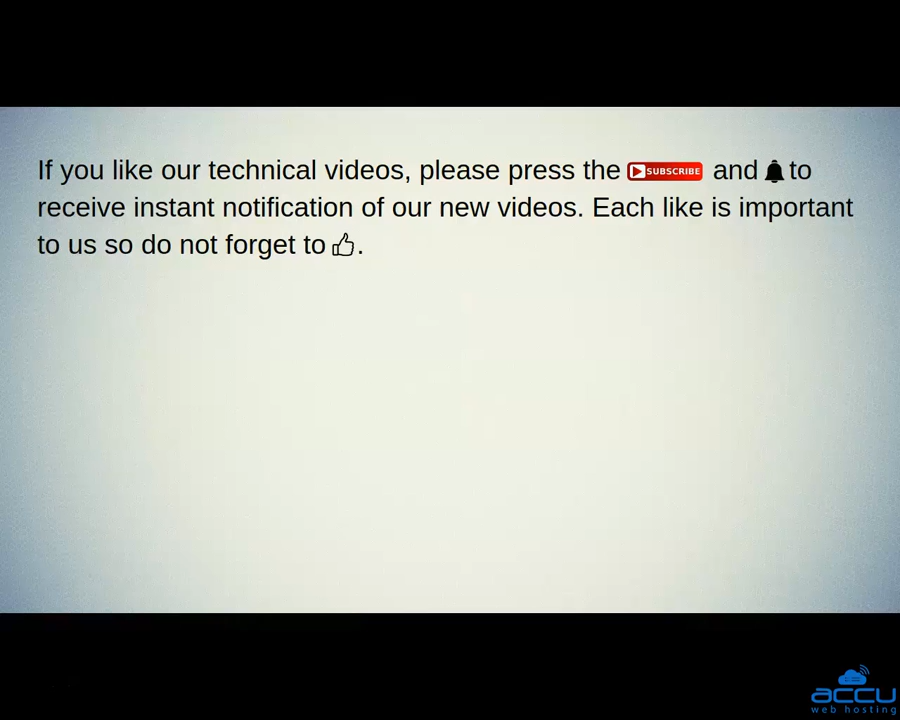 If you like our technical videos, please press the SUBSCRIBE and to
receive instant notification of our new videos. Each like is important
to us so do not forget to .
accu
web hosting